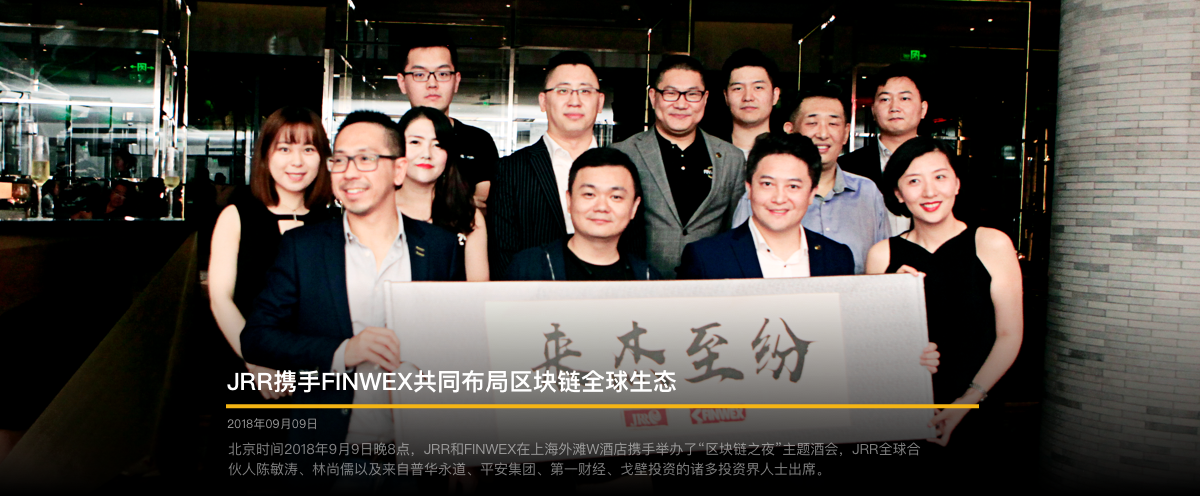 来杰至纷
JRR携手FINWEX共同布局区块链全球生态
JRR FINWEX
2018年09月09日
北京时间2018年9月9日晚8点，JRR和FINWEX在上海外滩W酒店携手举办了“区块链之夜”主题酒会，JRR全球合
伙人陈敏涛、林尚儒以及来自普华永道、平安集团、第一财经、戈壁投资的诸多投资界人士出席。